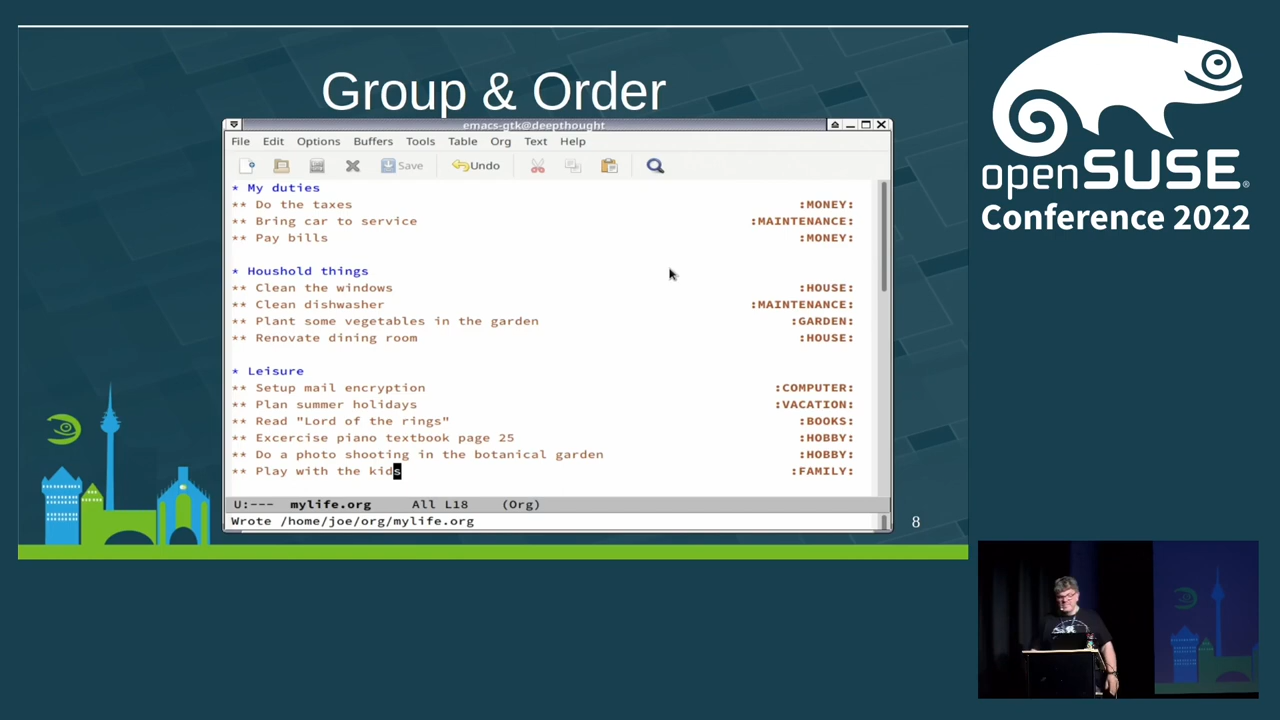 Group & Order
emacs-gtk@deepthought
File Edit Options Buffers Tools Table Org Text Help
Save Undo
* My duties
** Do the taxes :MONEY:
** Bring car to service :MAINTENANCE:
** Pay bills :MONEY:
* Houshold things
** Clean the windows :HOUSE:
** Clean dishwasher :MAINTENANCE:
** Plant some vegetables in the garden :GARDEN:
** Renovate dining room :HOUSE:
* Leisure
** Setup mail encryption :COMPUTER:
** Plan summer holidays :VACATION:
** Read "Lord of the rings" :BOOKS:
** Excercise piano textbook page 25 :HOBBY:
** Do a photo shooting in the botanical garden :HOBBY:
** Play with the kids :FAMILY:
U:--- mylife.org All L18 (Org)
Wrote /home/joe/org/mylife.org
8
openSUSE®
Conference 2022